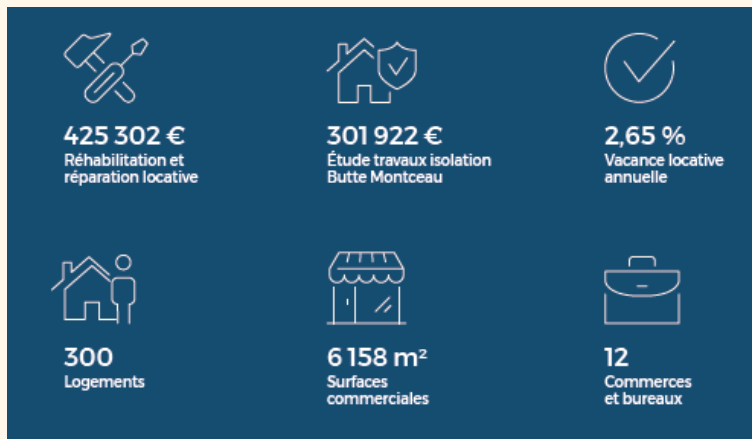 425 302 €
Réhabilitation et
réparation locative
301 922 €
Étude travaux isolation
Butte Montceau
2,65 %
Vacance locative
annuelle
300
Logements
6 158 m²
Surfaces
commerciales
12
Commerces
et bureaux